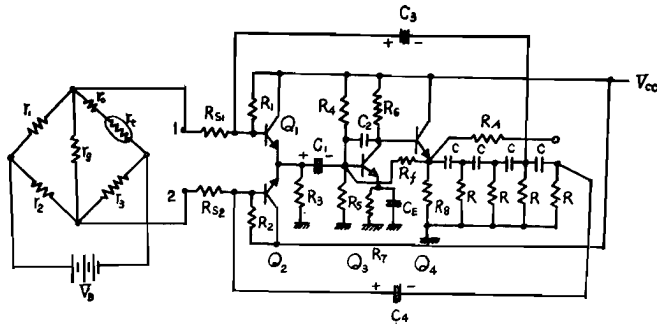 C3
+ -
VCC
r1
ro
rt
rg
r2
r3
VB
1
RS1
R1
Q1
R4
R6
C2
RA
C1
+ -
Rf
C C C C
2
RS2
R2
R3
R5
CE
R8
R R R R
R7
Q2
Q3
Q4
+ -
C4